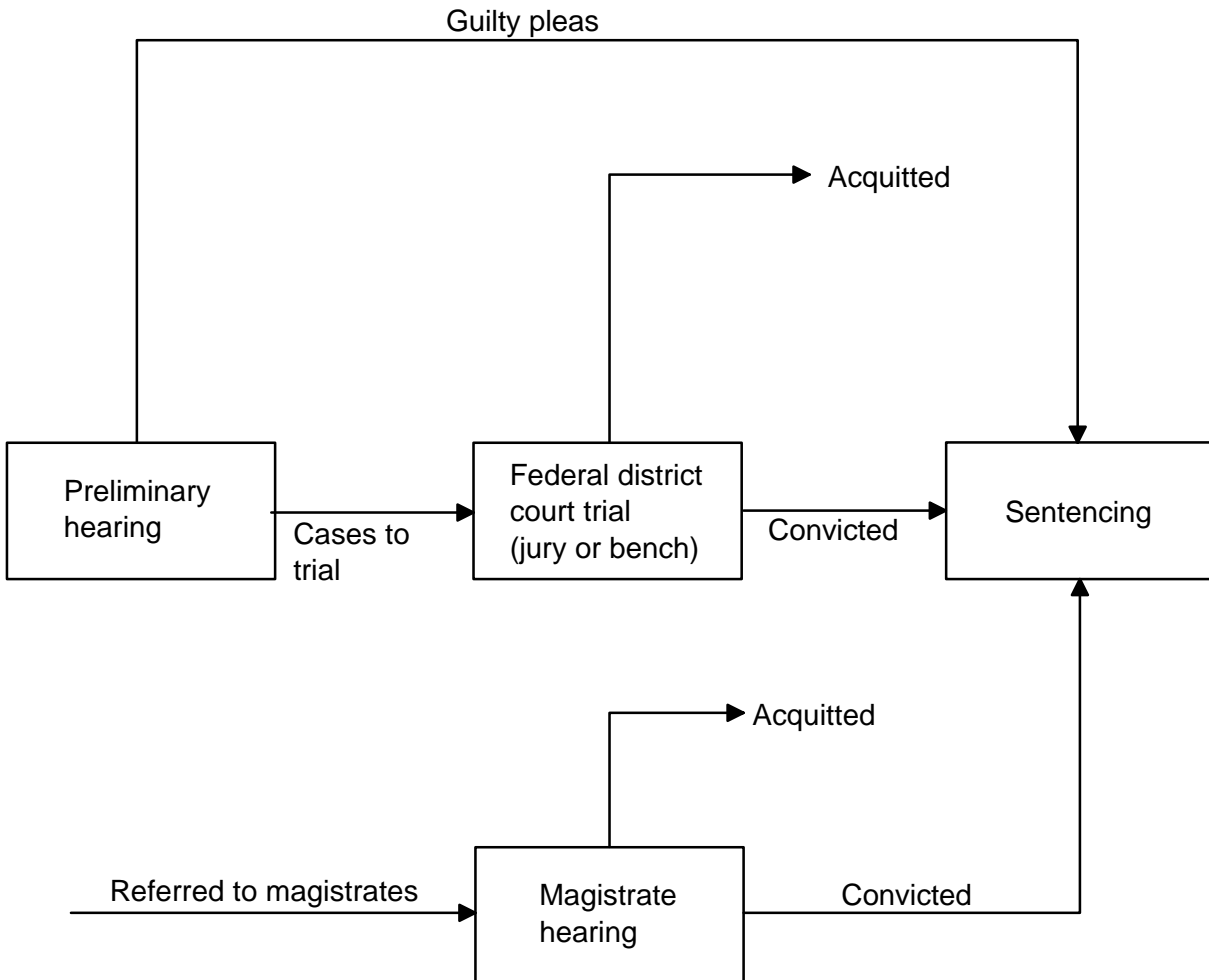 Guilty pleas
Acquitted
Preliminary
hearing
Cases to
trial
Federal district
court trial
(jury or bench)
Convicted
Sentencing
Acquitted
Referred to magistrates
Magistrate
hearing
Convicted